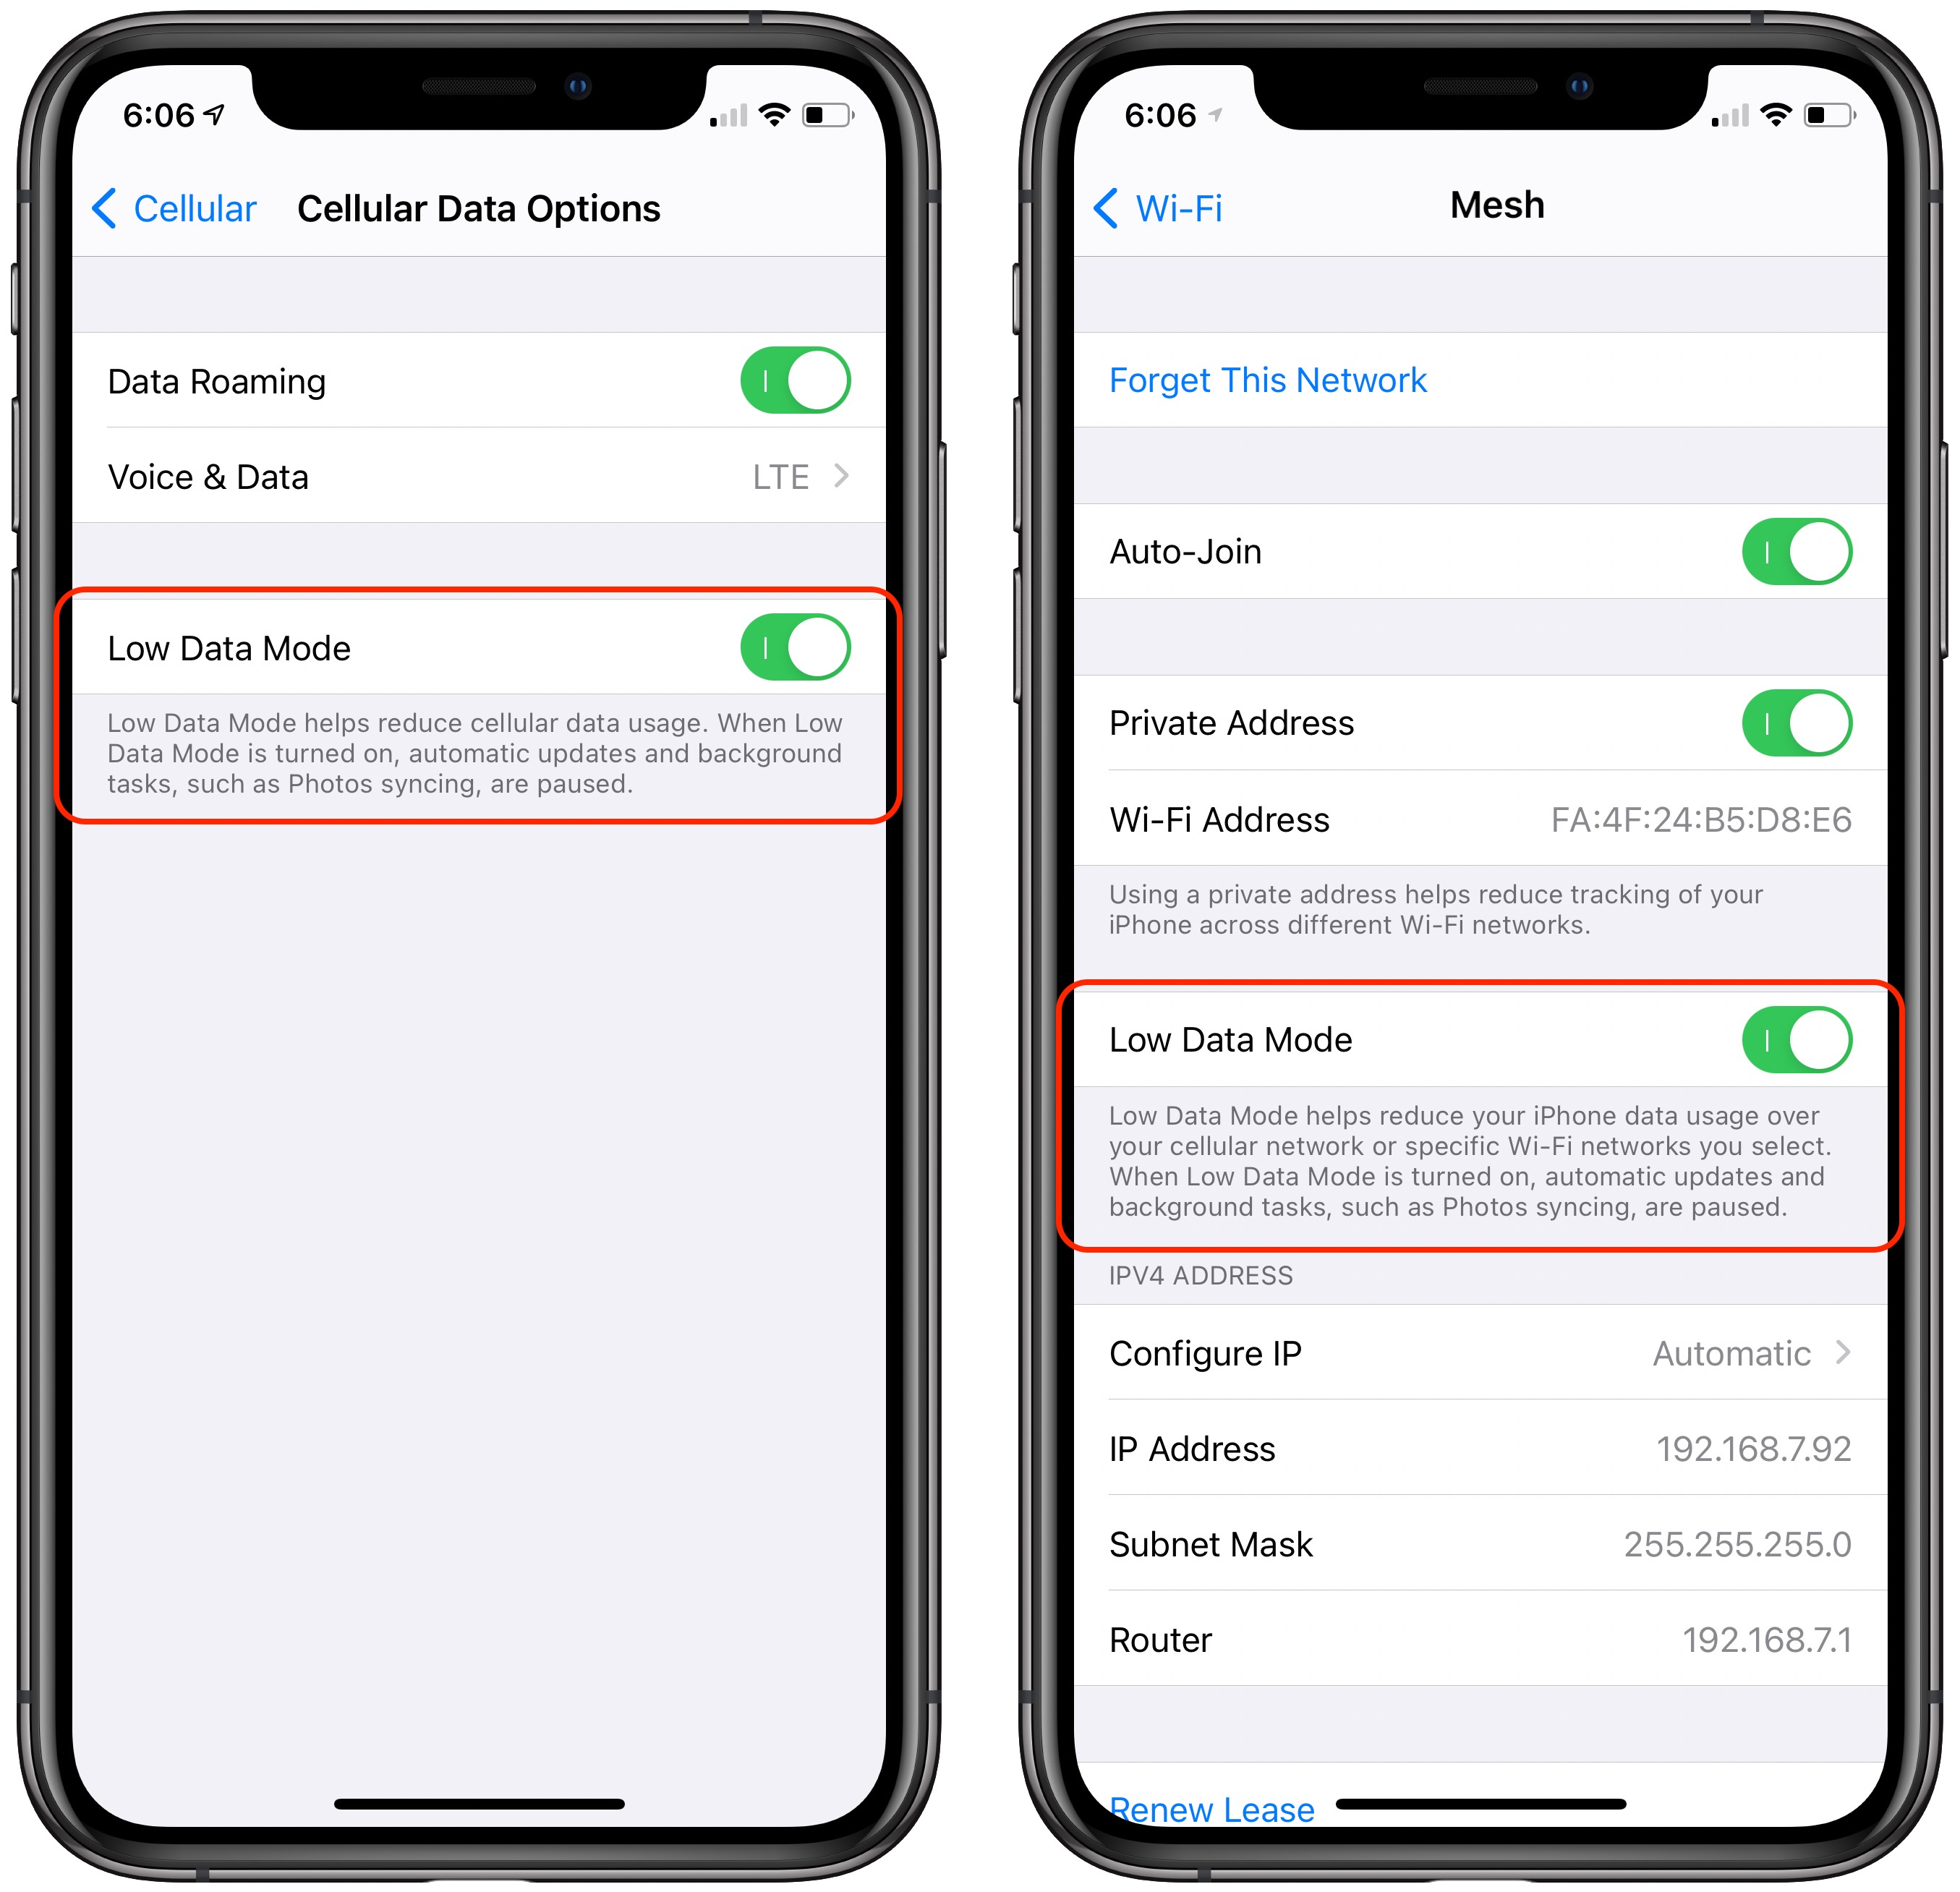 6:06
Cellular
Cellular Data Options
Data Roaming
Voice & Data
LTE
Low Data Mode
Low Data Mode helps reduce cellular data usage. When Low
Data Mode is turned on, automatic updates and background
tasks, such as Photos syncing, are paused.
6:06
Wi-Fi
Mesh
Forget This Network
Auto-Join
Private Address
Wi-Fi Address
FA:4F:24:B5:D8:E6
Using a private address helps reduce tracking of your
iPhone across different Wi-Fi networks.
Low Data Mode
Low Data Mode helps reduce your iPhone data usage over
your cellular network or specific Wi-Fi networks you select.
When Low Data Mode is turned on, automatic updates and
background tasks, such as Photos syncing, are paused.
IPV4 ADDRESS
Configure IP
Automatic
IP Address
192.168.7.92
Subnet Mask
255.255.255.0
Router
192.168.7.1
Renew Lease